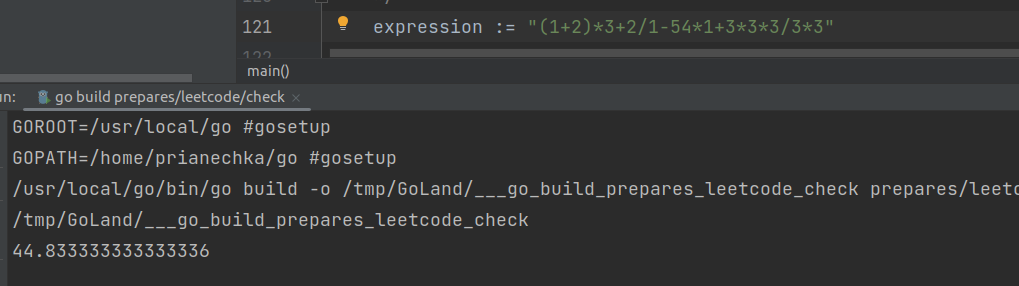 121 expression := "(1+2)*3+2/1-54*1+3*3*3/3*3"
main()
un: go build prepares/leetcode/check ×
GOROOT=/usr/local/go #gosetup
GOPATH=/home/prianechka/go #gosetup
/usr/local/go/bin/go build -o /tmp/GoLand/___go_build_prepares_leetcode_check prepares/leetc
/tmp/GoLand/___go_build_prepares_leetcode_check
44.833333333333336